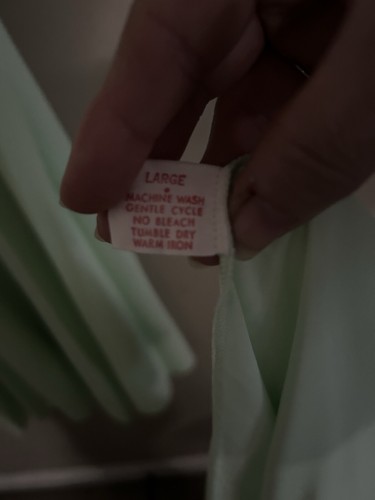 LARGE
MACHINE WASH
GENTLE CYCLE
NO BLEACH
TUMBLE DRY
WARM IRON